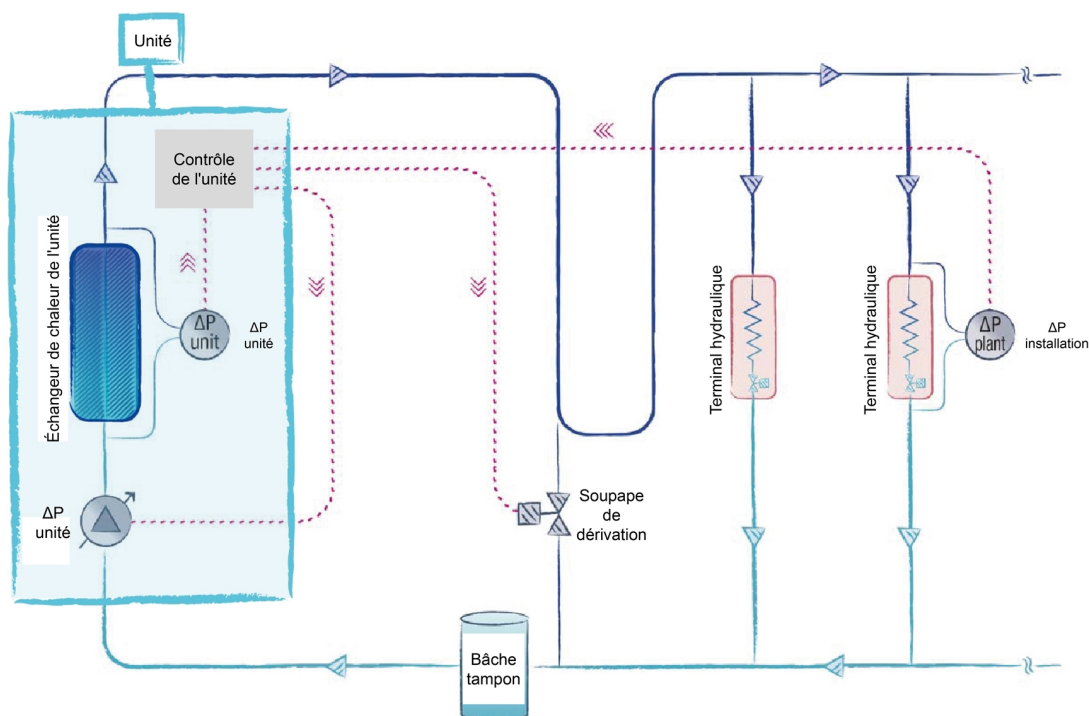 Unité
Contrôle
de l'unité
Échangeur de chaleur de l'unité
ΔP
unit
ΔP
unité
ΔP
unité
Soupape
de
dérivation
Bâche
tampon
Terminal hydraulique
Terminal hydraulique
ΔP
plant
ΔP
installation